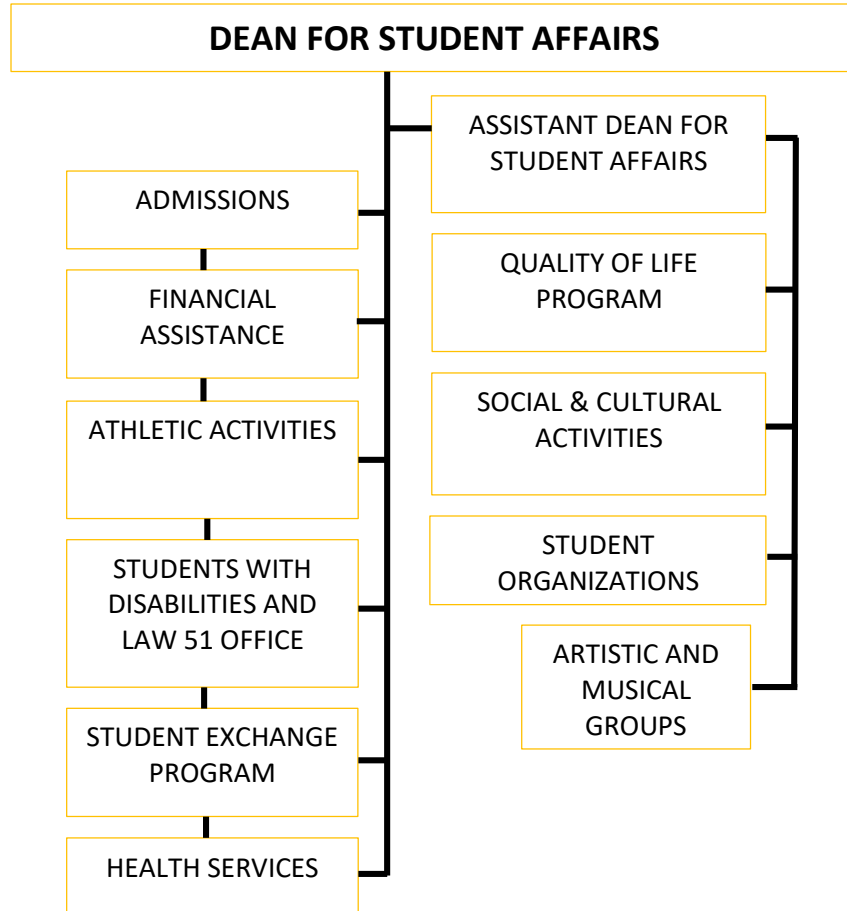 DEAN FOR STUDENT AFFAIRS
ASSISTANT DEAN FOR
STUDENT AFFAIRS
ADMISSIONS
QUALITY OF LIFE
PROGRAM
FINANCIAL
ASSISTANCE
SOCIAL & CULTURAL
ACTIVITIES
ATHLETIC ACTIVITIES
STUDENT
ORGANIZATIONS
STUDENTS WITH
DISABILITIES AND
LAW 51 OFFICE
ARTISTIC AND
MUSICAL
GROUPS
STUDENT EXCHANGE
PROGRAM
HEALTH SERVICES